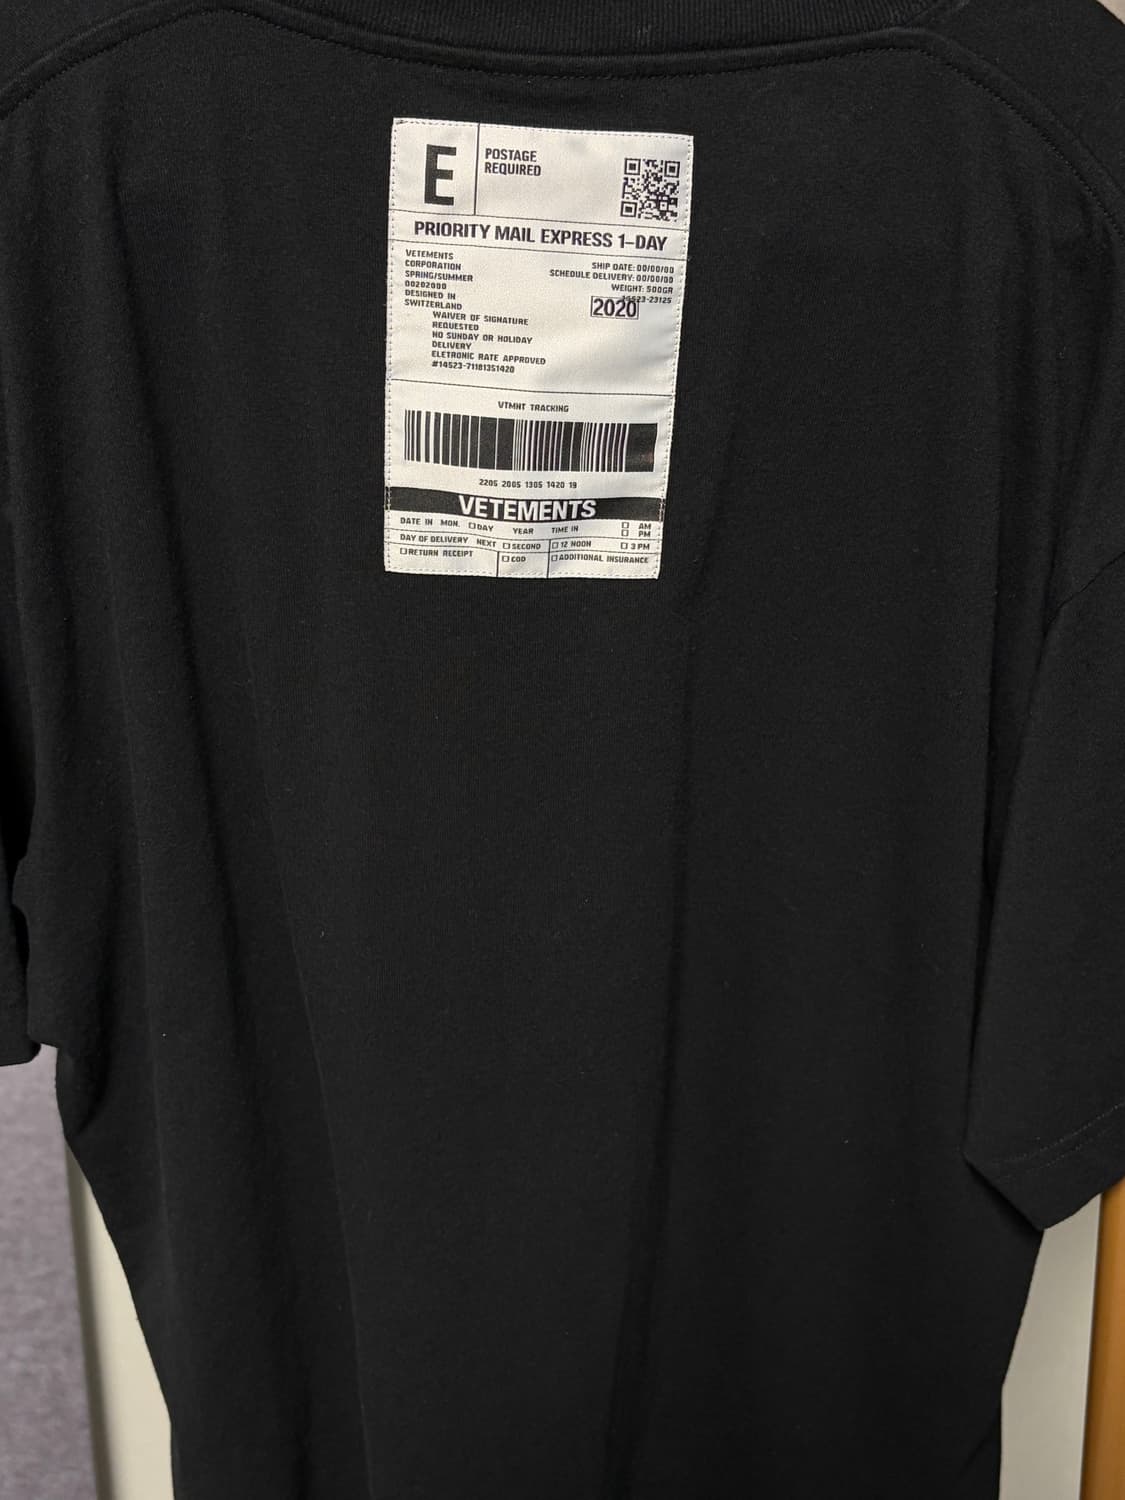 E
POSTAGE
REQUIRED
PRIORITY MAIL EXPRESS 1-DAY
VETEMENTS
CORPORATION
SPRING/SUMMER
00202000
DESIGNED IN
SWITZERLAND
SHIP DATE: 00/00/00
SCHEDULE DELIVERY: 00/00/00
WEIGHT: 500GR
14523-23125
2020
WAIVER OF SIGNATURE
REQUESTED
NO SUNDAY OR HOLIDAY
DELIVERY
ELETRONIC RATE APPROVED
#14523-71181351420
VTMNT TRACKING
2205 2005 1305 1420 19
VETEMENTS
DATE IN MON. DAY YEAR TIME IN AM
PM
DAY OF DELIVERY NEXT SECOND 12 NOON 3 PM
RETURN RECEIPT COD ADDITIONAL INSURANCE